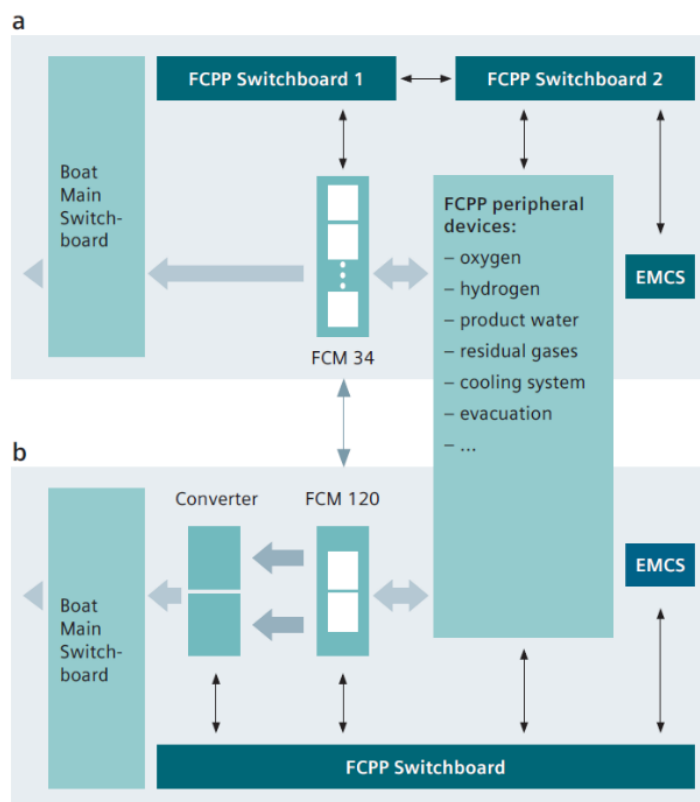 a
FCPP Switchboard 1
FCPP Switchboard 2
Boat
Main
Switch-
board
FCPP peripheral
devices:
– oxygen
– hydrogen
– product water
– residual gases
– cooling system
– evacuation
– ...
EMCS
FCM 34
b
Converter
FCM 120
EMCS
Boat
Main
Switch-
board
FCPP Switchboard